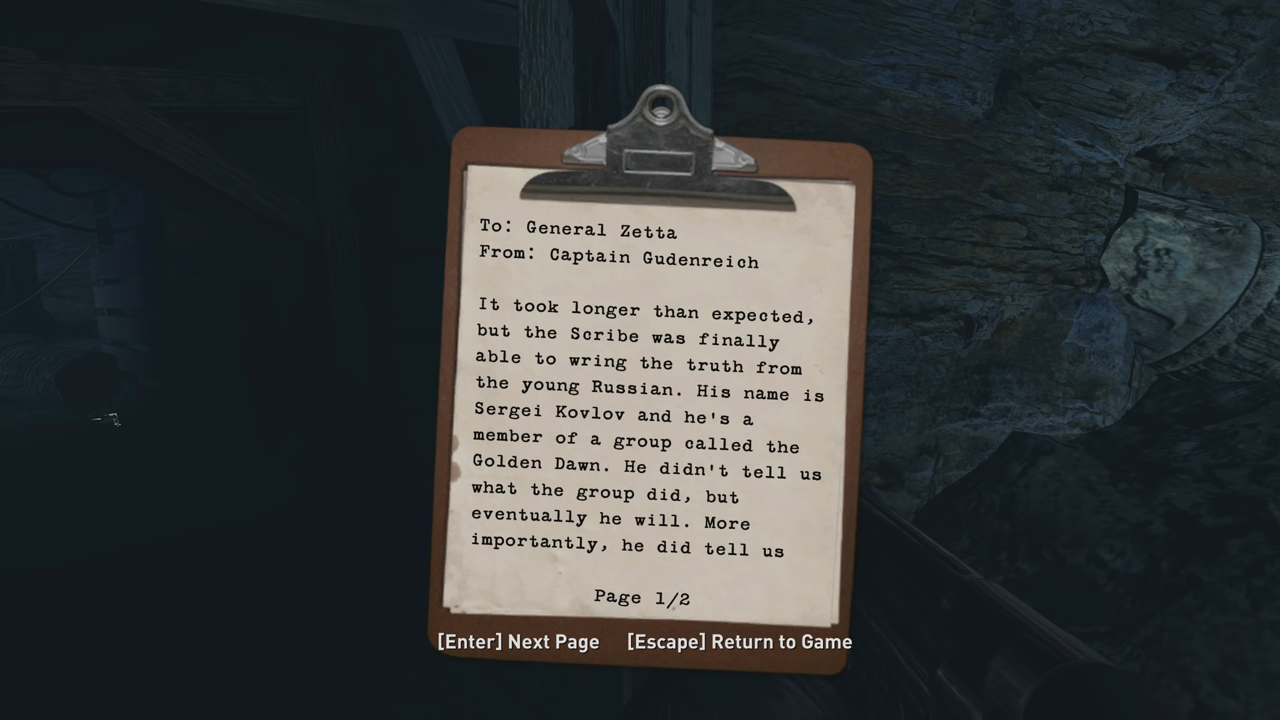 To: General Zetta
From: Captain Gudenreich
It took longer than expected,
but the Scribe was finally
able to wring the truth from
the young Russian. His name is
Sergei Kovlov and he's a
member of a group called the
Golden Dawn. He didn't tell us
what the group did, but
eventually he will. More
importantly, he did tell us
Page 1/2
[Enter] Next Page [Escape] Return to Game